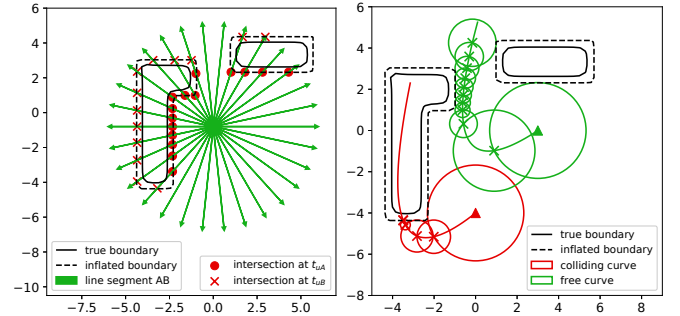 6
4
2
0
−2
−4
−6
−8
−10
−7.5 −5.0 −2.5 0.0 2.5 5.0
true boundary
inflated boundary
line segment AB
intersection at t_uA
intersection at t_uB
6
4
2
0
−2
−4
−6
−8
−4 −2 0 2 4 6 8
true boundary
inflated boundary
colliding curve
free curve